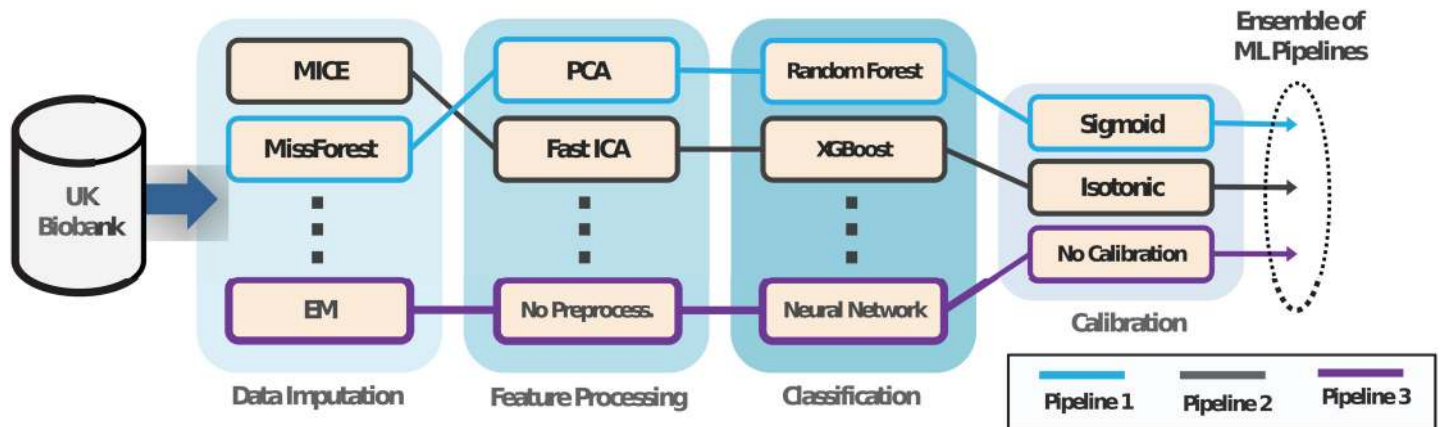 Ensemble of
ML Pipelines
UK
Biobank
MICE
MissForest
EM
Data Imputation
PCA
Fast ICA
No Preprocess.
Feature Processing
Random Forest
XGBoost
Neural Network
Classification
Sigmoid
Isotonic
No Calibration
Calibration
Pipeline 1
Pipeline 2
Pipeline 3